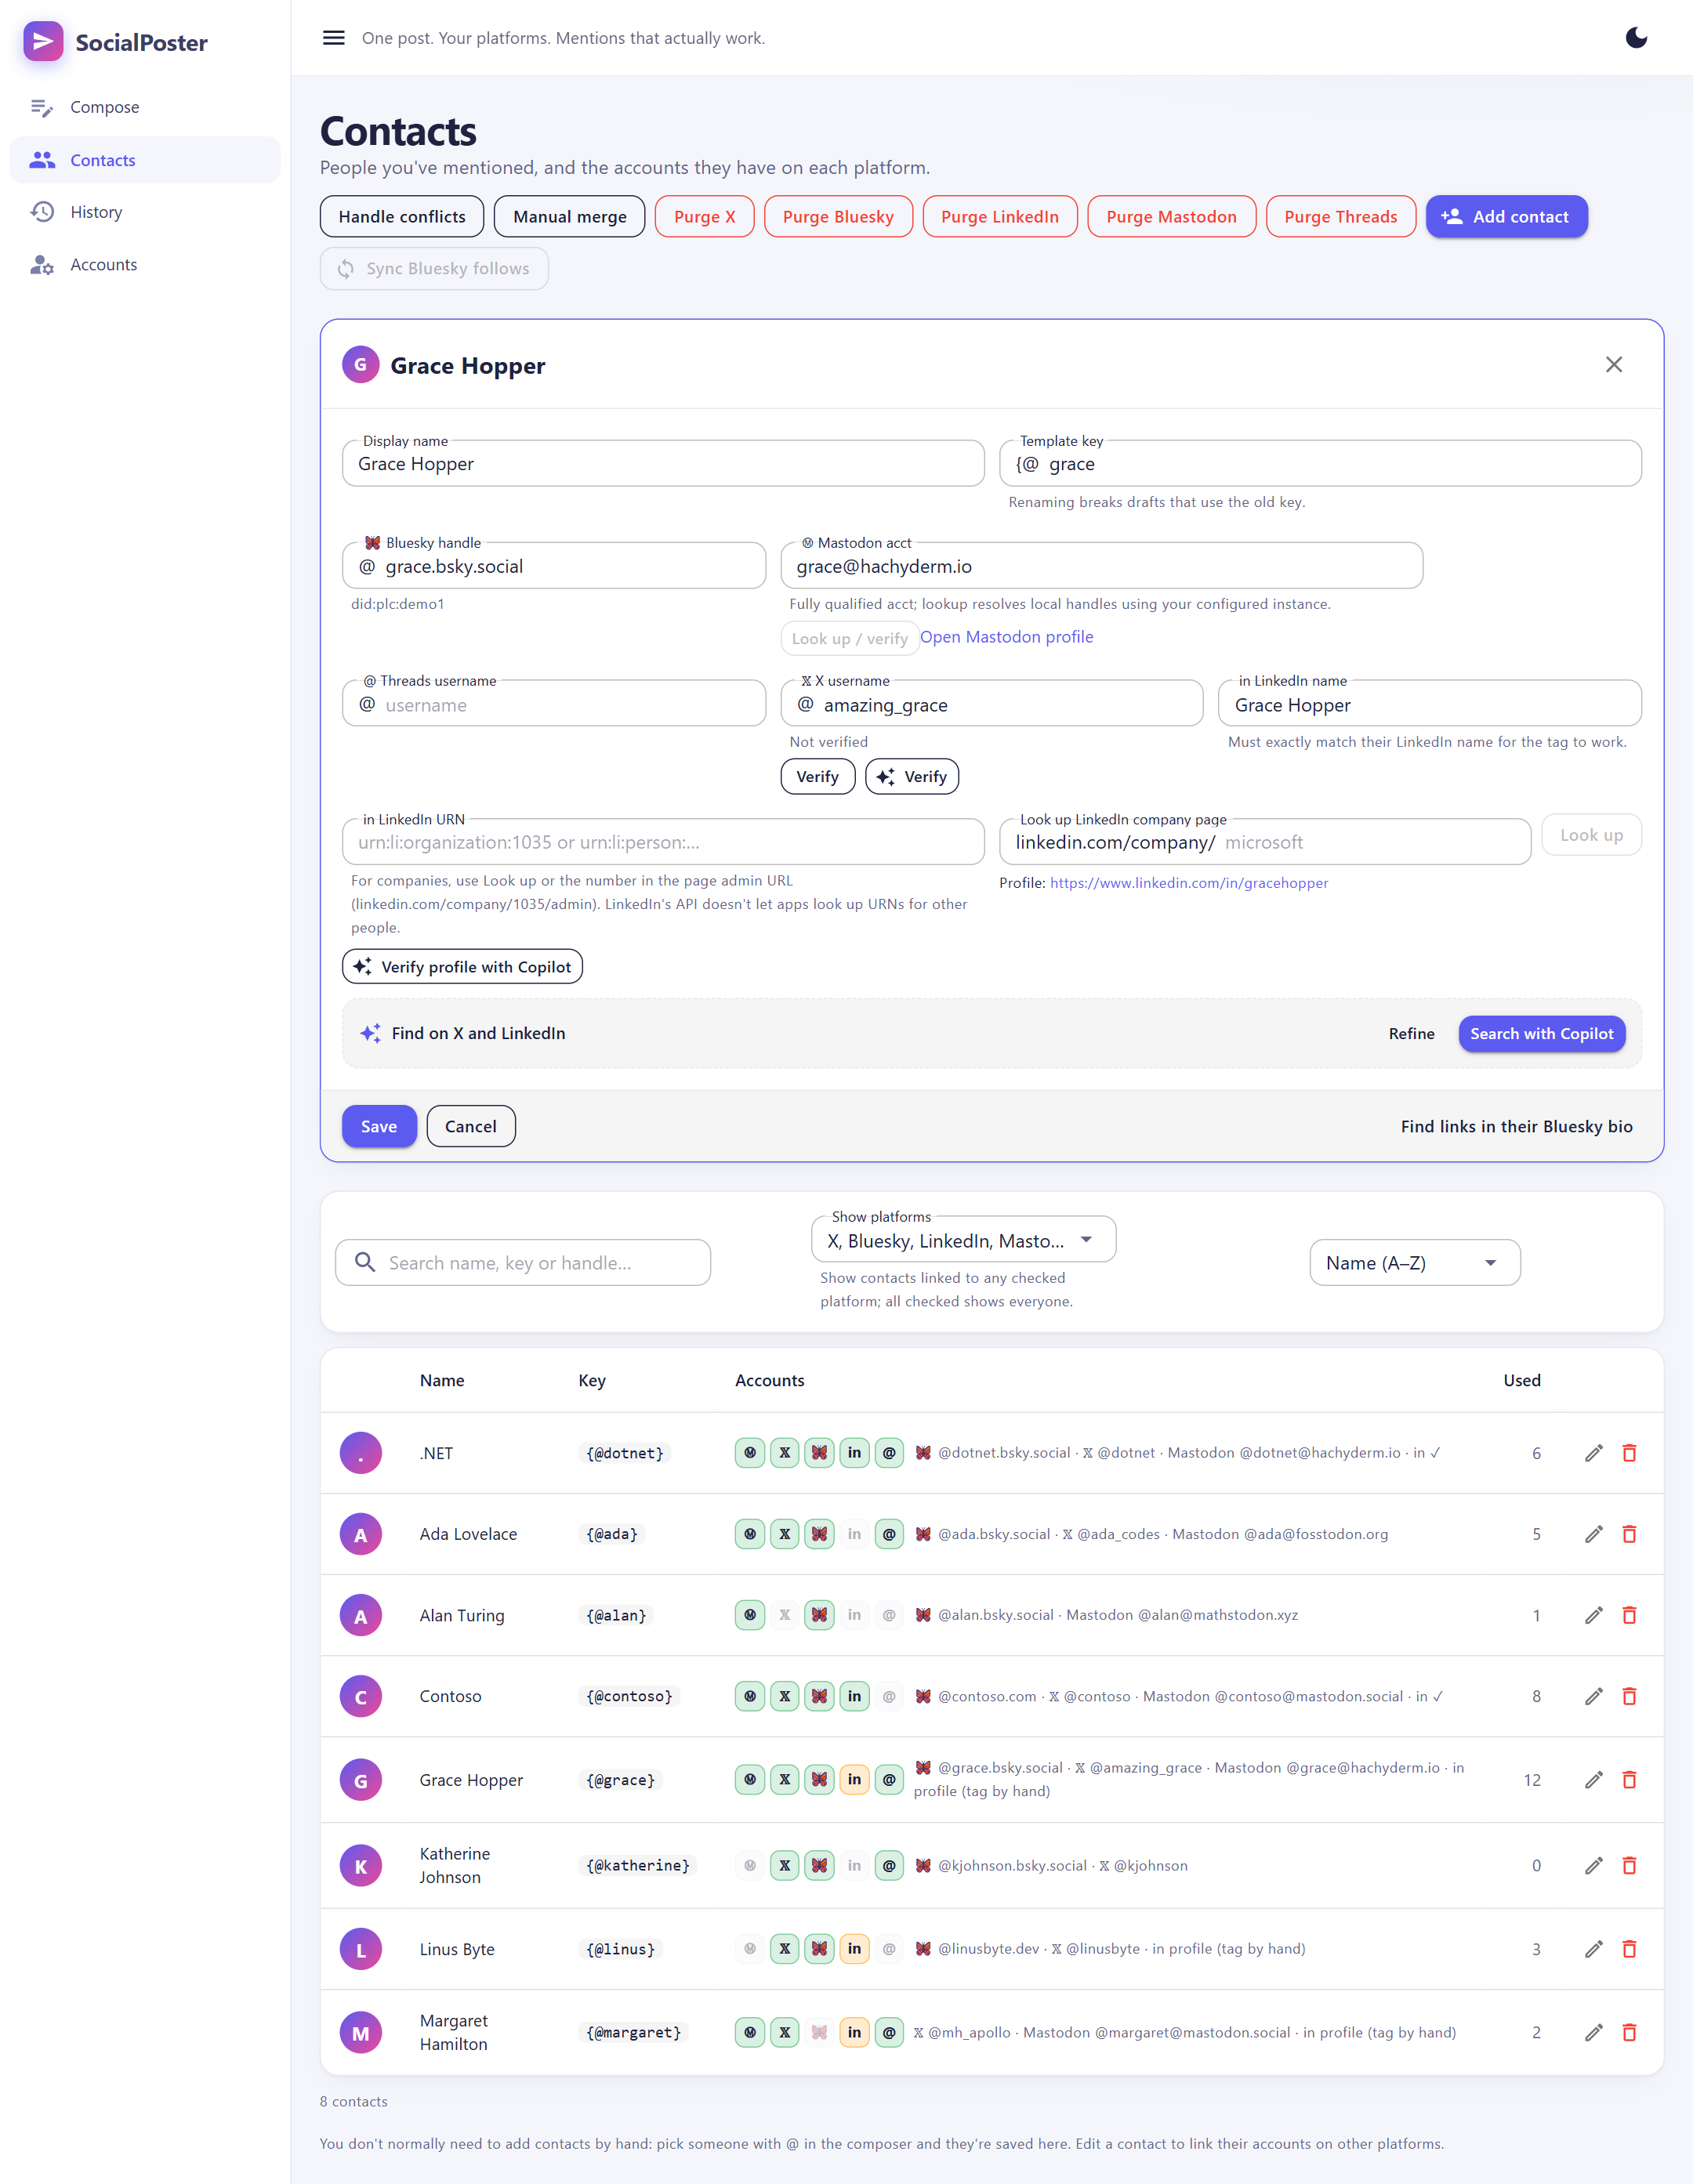 SocialPoster
One post. Your platforms. Mentions that actually work.
Compose
Contacts
History
Accounts
Contacts
People you've mentioned, and the accounts they have on each platform.
Handle conflicts
Manual merge
Purge X
Purge Bluesky
Purge LinkedIn
Purge Mastodon
Purge Threads
Add contact
Sync Bluesky follows
G Grace Hopper
Display name
Grace Hopper
Template key
{@ grace
Renaming breaks drafts that use the old key.
🦋 Bluesky handle
@ grace.bsky.social
did:plc:demo1
Ⓜ Mastodon acct
grace@hachyderm.io
Fully qualified acct; lookup resolves local handles using your configured instance.
Look up / verify
Open Mastodon profile
@ Threads username
@ username
𝕏 X username
@ amazing_grace
Not verified
Verify
Verify
in LinkedIn name
Grace Hopper
Must exactly match their LinkedIn name for the tag to work.
in LinkedIn URN
urn:li:organization:1035 or urn:li:person:...
For companies, use Look up or the number in the page admin URL
(linkedin.com/company/1035/admin). LinkedIn's API doesn't let apps look up URNs for other
people.
Look up LinkedIn company page
linkedin.com/company/ microsoft
Look up
Profile: https://www.linkedin.com/in/gracehopper
Verify profile with Copilot
Find on X and LinkedIn
Refine
Search with Copilot
Save
Cancel
Find links in their Bluesky bio
Search name, key or handle...
Show platforms
X, Bluesky, LinkedIn, Masto...
Show contacts linked to any checked
platform; all checked shows everyone.
Name (A–Z)
Name Key Accounts Used
. .NET {@dotnet} Ⓜ 𝕏 🦋 in @ 🦋 @dotnet.bsky.social · 𝕏 @dotnet · Mastodon @dotnet@hachyderm.io · in ✓ 6
A Ada Lovelace {@ada} Ⓜ 𝕏 🦋 in @ 🦋 @ada.bsky.social · 𝕏 @ada_codes · Mastodon @ada@fosstodon.org 5
A Alan Turing {@alan} Ⓜ 𝕏 🦋 in @ 🦋 @alan.bsky.social · Mastodon @alan@mathstodon.xyz 1
C Contoso {@contoso} Ⓜ 𝕏 🦋 in @ 🦋 @contoso.com · 𝕏 @contoso · Mastodon @contoso@mastodon.social · in ✓ 8
G Grace Hopper {@grace} Ⓜ 𝕏 🦋 in @ 🦋 @grace.bsky.social · 𝕏 @amazing_grace · Mastodon @grace@hachyderm.io · in
profile (tag by hand) 12
K Katherine
Johnson {@katherine} Ⓜ 𝕏 🦋 in @ 🦋 @kjohnson.bsky.social · 𝕏 @kjohnson 0
L Linus Byte {@linus} Ⓜ 𝕏 🦋 in @ 🦋 @linusbyte.dev · 𝕏 @linusbyte · in profile (tag by hand) 3
M Margaret
Hamilton {@margaret} Ⓜ 𝕏 🦋 in @ 𝕏 @mh_apollo · Mastodon @margaret@mastodon.social · in profile (tag by hand) 2
8 contacts
You don't normally need to add contacts by hand: pick someone with @ in the composer and they're saved here. Edit a contact to link their accounts on other platforms.